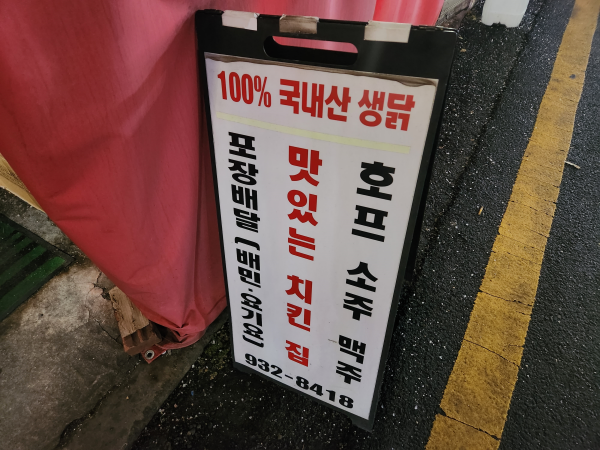 100% 국내산 생닭
호프 소주 맥주
맛있는 치킨 집
포장배달 (배민·요기요)
932-8418